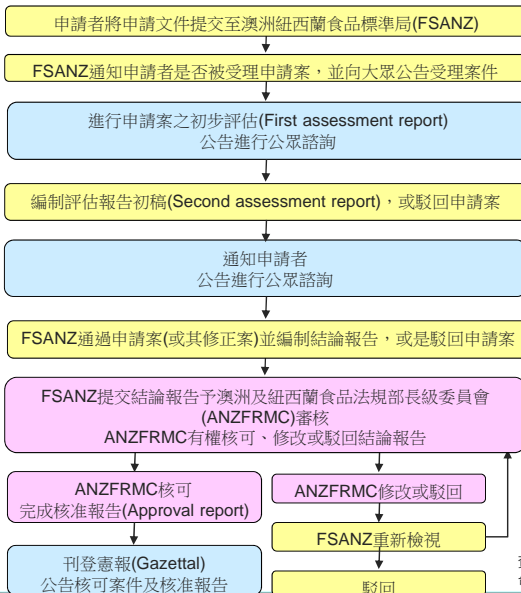 申請者將申請文件提交至澳洲紐西蘭食品標準局(FSANZ)
FSANZ通知申請者是否被受理申請案，並向大眾公告受理案件
進行申請案之初步評估(First assessment report)
公告進行公眾諮詢
編制評估報告初稿(Second assessment report)，或駁回申請案
通知申請者
公告進行公眾諮詢
FSANZ通過申請案(或其修正案)並編制結論報告，或是駁回申請案
FSANZ提交結論報告予澳洲及紐西蘭食品法規部長級委員會
(ANZFRMC)審核
ANZFRMC有權核可、修改或駁回結論報告
ANZFRMC核可
完成核准報告(Approval report)
ANZFRMC修改或駁回
FSANZ重新檢視
刊登憲報(Gazettal)
公告核可案件及核准報告
駁回